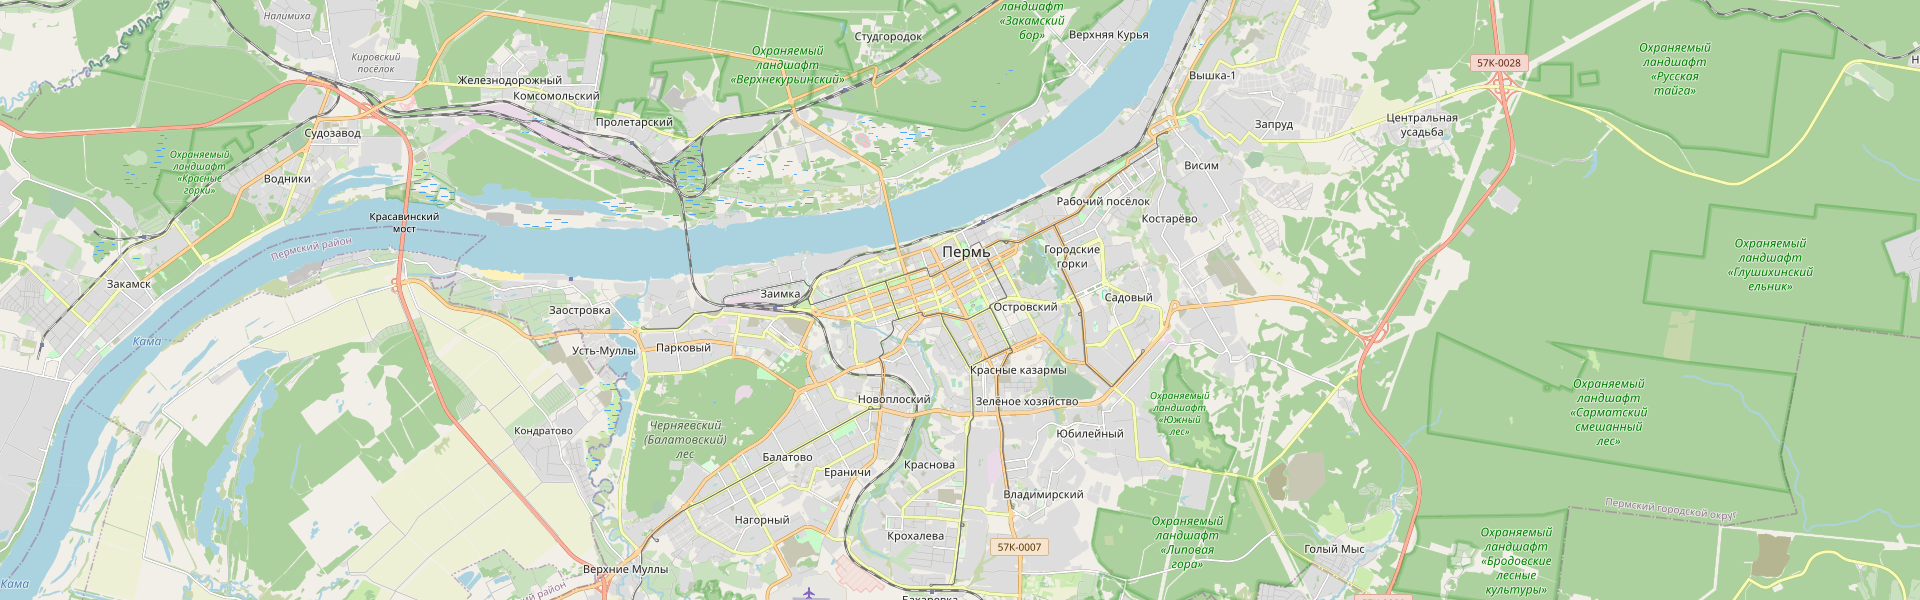 Налимиха
Кировский
посёлок
Железнодорожный
Комсомольский
Пролетарский
Судозавод
Водники
Охраняемый
ландшафт
«Красные
горки»
Красавинский
мост
Пермский район
Закамск
Кама
Кама
Охраняемый
ландшафт
«Верхнекурьинский»
Студгородок
ландшафт
«Закамский
бор»
Верхняя Курья
Вышка-1
Запруд
Центральная
усадьба
57К-0028
Охраняемый
ландшафт
«Русская
тайга»
Н
Висим
Рабочий посёлок
Костарёво
Пермь
Городские
горки
Заимка
Островский
Садовый
Заостровка
Усть-Муллы
Парковый
Красные казармы
Новоплоский
Зелёное хозяйство
Юбилейный
Охраняемый
ландшафт
«Южный
лес»
Охраняемый
ландшафт
«Глушихинский
ельник»
Охраняемый
ландшафт
«Сарматский
смешанный
лес»
Черняевский
(Балатовский)
лес
Кондратово
Балатово
Ераничи
Краснова
Владимирский
Нагорный
Крохалева
57К-0007
Верхние Муллы
Бахаревка
Охраняемый
ландшафт
«Липовая
гора»
Голый Мыс
Пермский городской округ
Охраняемый
ландшафт
«Бродовские
лесные
культуры»